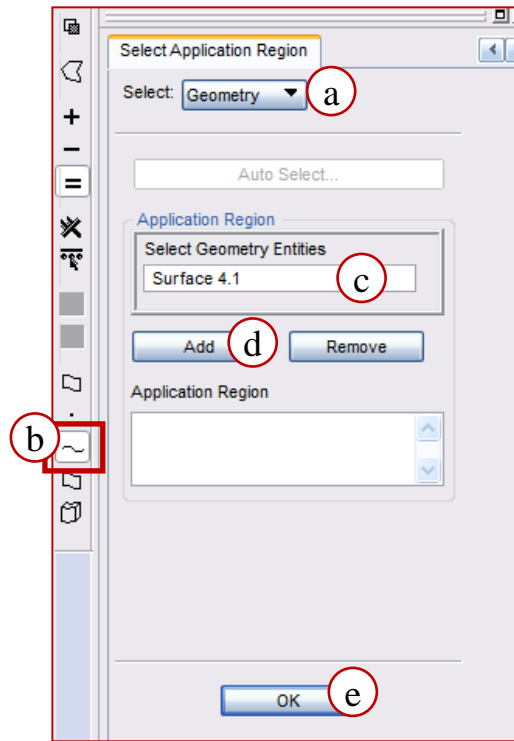 Select Application Region
Select: Geometry a
Auto Select...
Application Region
Select Geometry Entities
Surface 4.1 c
Add d Remove
Application Region
b
OK e